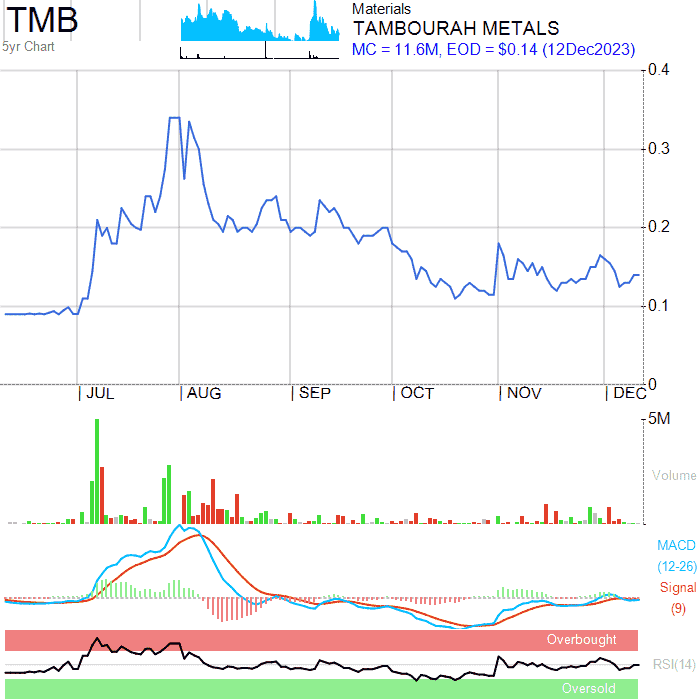 TMB
5yr Chart
Materials
TAMBOURAH METALS
MC = 11.6M, EOD = $0.14 (12Dec2023)
0.4
0.3
0.2
0.1
0
| JUL | AUG | SEP | OCT | NOV | DEC
5M
Volume
MACD
(12-26)
Signal
(9)
Overbought
RSI(14)
Oversold